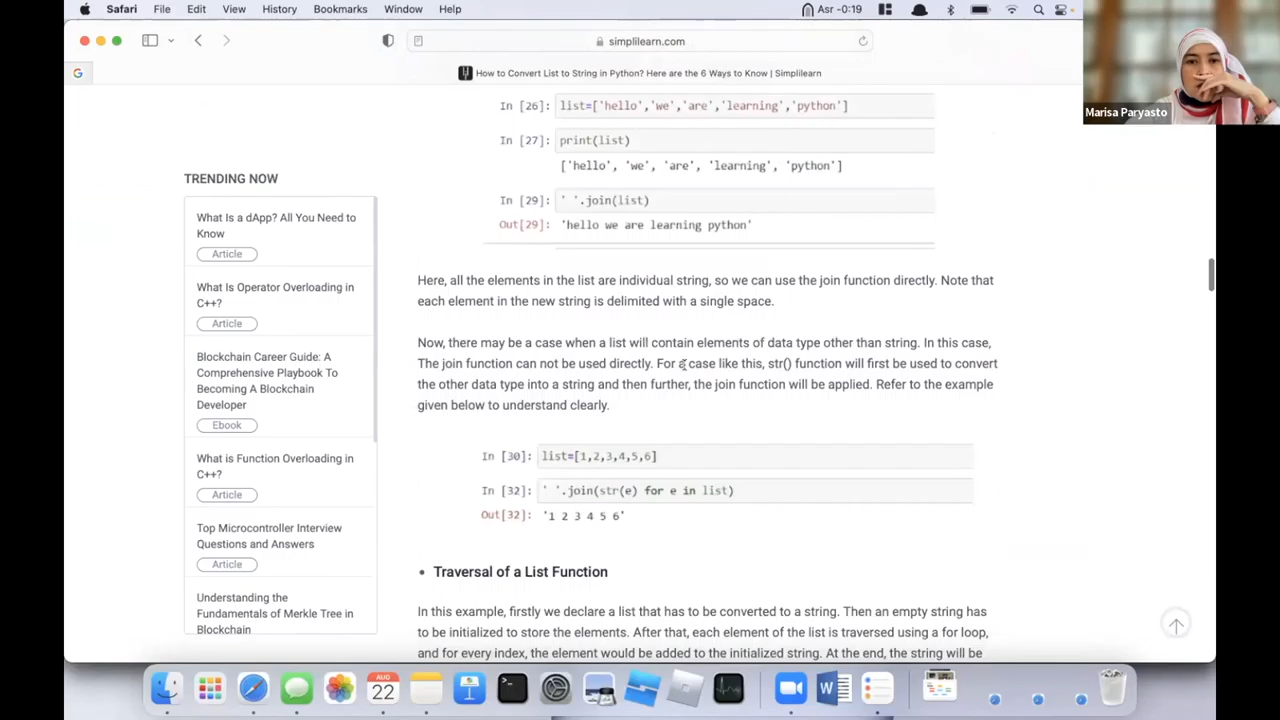 Safari File Edit View History Bookmarks Window Help Asr -0:19
simplilearn.com
How to Convert List to String in Python? Here are the 6 Ways to Know | Simplilearn
Marisa Paryasto
TRENDING NOW
What Is a dApp? All You Need to
Know
Article
What Is Operator Overloading in
C++?
Article
Blockchain Career Guide: A
Comprehensive Playbook To
Becoming A Blockchain
Developer
Ebook
What is Function Overloading in
C++?
Article
Top Microcontroller Interview
Questions and Answers
Article
Understanding the
Fundamentals of Merkle Tree in
Blockchain
In [26]: list=['hello','we','are','learning','python']
In [27]: print(list)
['hello', 'we', 'are', 'learning', 'python']
In [29]: ' '.join(list)
Out[29]: 'hello we are learning python'
Here, all the elements in the list are individual string, so we can use the join function directly. Note that
each element in the new string is delimited with a single space.
Now, there may be a case when a list will contain elements of data type other than string. In this case,
The join function can not be used directly. For a case like this, str() function will first be used to convert
the other data type into a string and then further, the join function will be applied. Refer to the example
given below to understand clearly.
In [30]: list=[1,2,3,4,5,6]
In [32]: ' '.join(str(e) for e in list)
Out[32]: '1 2 3 4 5 6'
• Traversal of a List Function
In this example, firstly we declare a list that has to be converted to a string. Then an empty string has
to be initialized to store the elements. After that, each element of the list is traversed using a for loop,
and for every index, the element would be added to the initialized string. At the end, the string will be
AUG
22